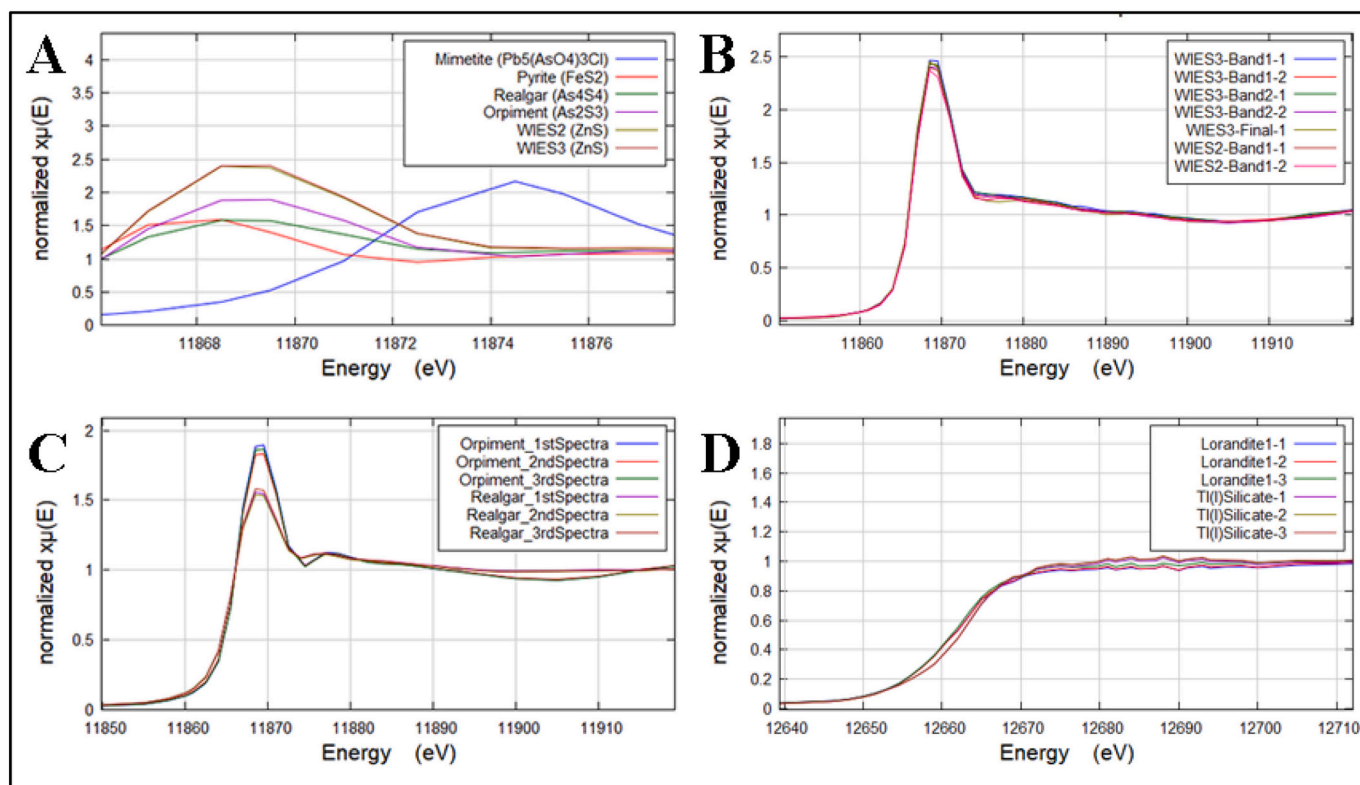 A
normalized xμ(E)
4
3.5
3
2.5
2
1.5
1
0.5
0
Mimetite (Pb5(AsO4)3Cl)
Pyrite (FeS2)
Realgar (As4S4)
Orpiment (As2S3)
WIES2 (ZnS)
WIES3 (ZnS)
11868 11870 11872 11874 11876
Energy (eV)
B
normalized xμ(E)
2.5
2
1.5
1
0.5
0
WIES3-Band1-1
WIES3-Band1-2
WIES3-Band2-1
WIES3-Band2-2
WIES3-Final-1
WIES2-Band1-1
WIES2-Band1-2
11860 11870 11880 11890 11900 11910
Energy (eV)
C
normalized xμ(E)
2
1.5
1
0.5
0
Orpiment_1stSpectra
Orpiment_2ndSpectra
Orpiment_3rdSpectra
Realgar_1stSpectra
Realgar_2ndSpectra
Realgar_3rdSpectra
11850 11860 11870 11880 11890 11900 11910
Energy (eV)
D
normalized xμ(E)
1.8
1.6
1.4
1.2
1.0
0.8
0.6
0.4
0.2
0
Lorandite1-1
Lorandite1-2
Lorandite1-3
Tl(I)Silicate-1
Tl(I)Silicate-2
Tl(I)Silicate-3
12640 12650 12660 12670 12680 12690 12700 12710
Energy (eV)